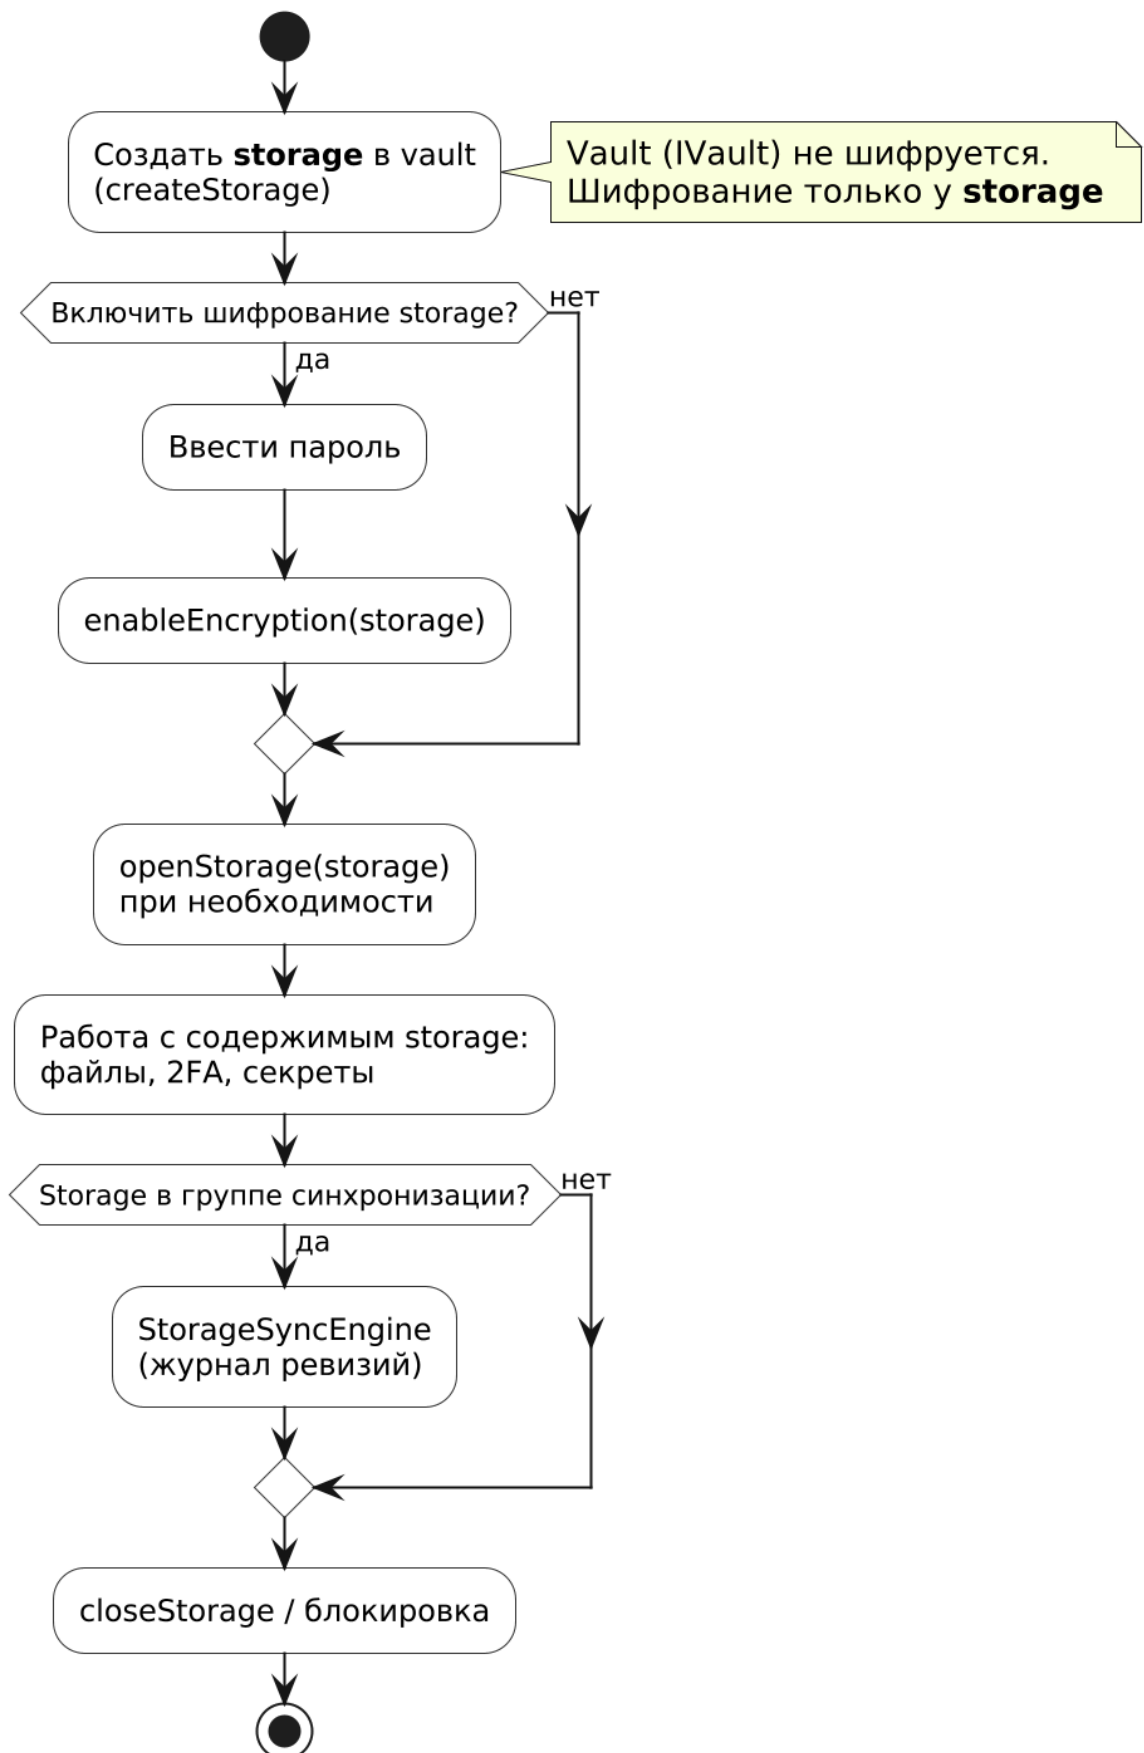 Создать storage в vault
(createStorage)
Vault (IVault) не шифруется.
Шифрование только у storage
Включить шифрование storage?
нет
да
Ввести пароль
enableEncryption(storage)
openStorage(storage)
при необходимости
Работа с содержимым storage:
файлы, 2FA, секреты
Storage в группе синхронизации?
нет
да
StorageSyncEngine
(журнал ревизий)
closeStorage / блокировка